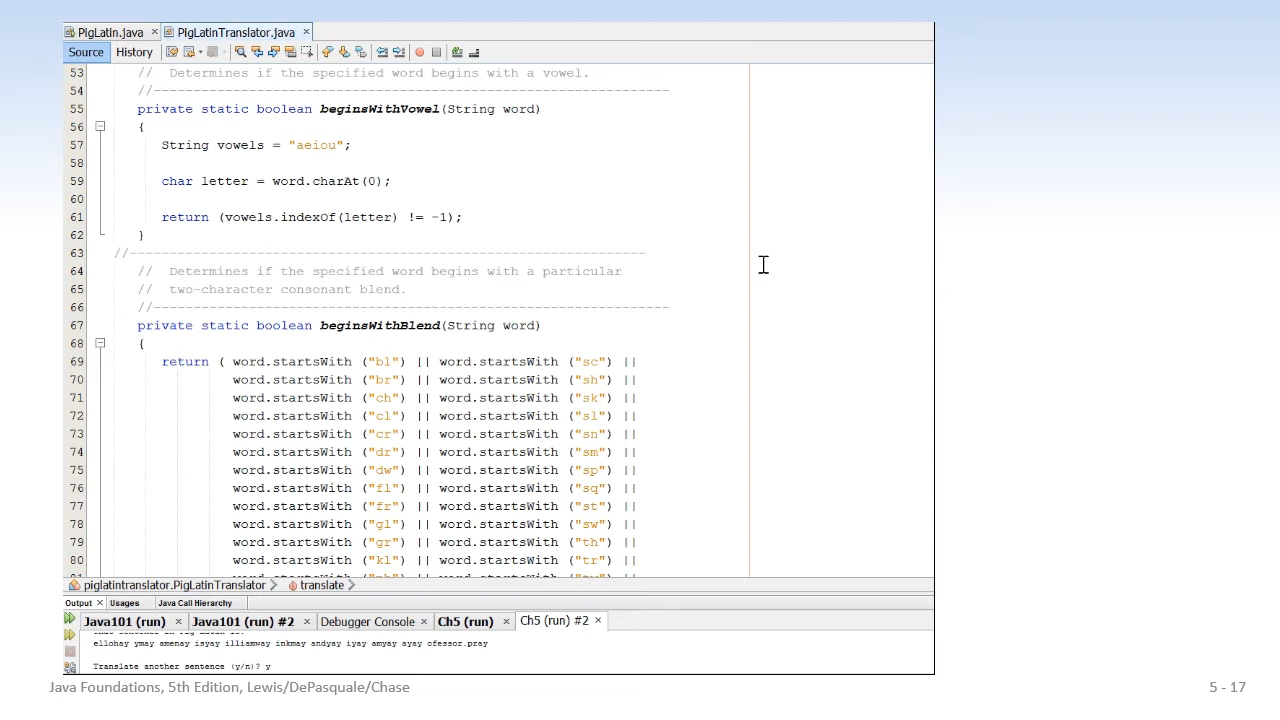 PigLatin.java × PigLatinTranslator.java ×
Source History
53 // Determines if the specified word begins with a vowel.
54 //-----------------------------------------------------------------
55 private static boolean beginsWithVowel(String word)
56 {
57 String vowels = "aeiou";
58
59 char letter = word.charAt(0);
60
61 return (vowels.indexOf(letter) != -1);
62 }
63 //-----------------------------------------------------------------
64 // Determines if the specified word begins with a particular
65 // two-character consonant blend.
66 //-----------------------------------------------------------------
67 private static boolean beginsWithBlend(String word)
68 {
69 return ( word.startsWith ("bl") || word.startsWith ("sc") ||
70 word.startsWith ("br") || word.startsWith ("sh") ||
71 word.startsWith ("ch") || word.startsWith ("sk") ||
72 word.startsWith ("cl") || word.startsWith ("sl") ||
73 word.startsWith ("cr") || word.startsWith ("sn") ||
74 word.startsWith ("dr") || word.startsWith ("sm") ||
75 word.startsWith ("dw") || word.startsWith ("sp") ||
76 word.startsWith ("fl") || word.startsWith ("sq") ||
77 word.startsWith ("fr") || word.startsWith ("st") ||
78 word.startsWith ("gl") || word.startsWith ("sw") ||
79 word.startsWith ("gr") || word.startsWith ("th") ||
80 word.startsWith ("kl") || word.startsWith ("tr") ||
piglatintranslator.PigLatinTranslator translate
Output × Usages Java Call Hierarchy
Java101 (run) × Java101 (run) #2 × Debugger Console × Ch5 (run) × Ch5 (run) #2 ×
ellohay ymay amenay isyay illiamway inkmay andyay iyay amyay ayay ofessor.pray
Translate another sentence (y/n)? y
Java Foundations, 5th Edition, Lewis/DePasquale/Chase
5 - 17